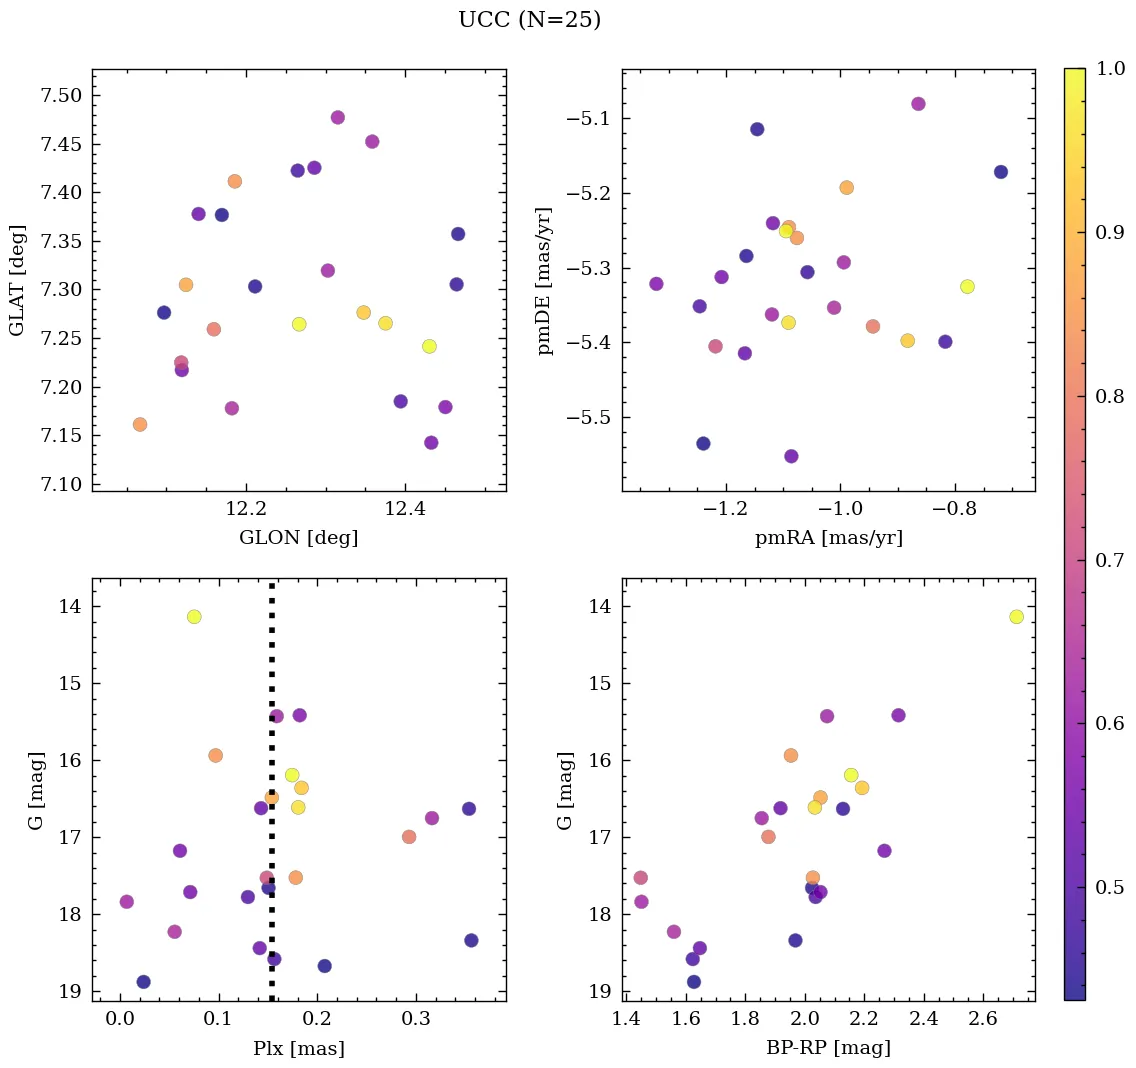 UCC (N=25)
7.50
7.45
7.40
7.35
7.30
7.25
7.20
7.15
7.10
GLAT [deg]
12.2 12.4
GLON [deg]
−5.1
−5.2
−5.3
−5.4
−5.5
pmDE [mas/yr]
−1.2 −1.0 −0.8
pmRA [mas/yr]
1.0
0.9
0.8
0.7
0.6
0.5
14
15
16
17
18
19
G [mag]
0.0 0.1 0.2 0.3
Plx [mas]
14
15
16
17
18
19
G [mag]
1.4 1.6 1.8 2.0 2.2 2.4 2.6
BP-RP [mag]